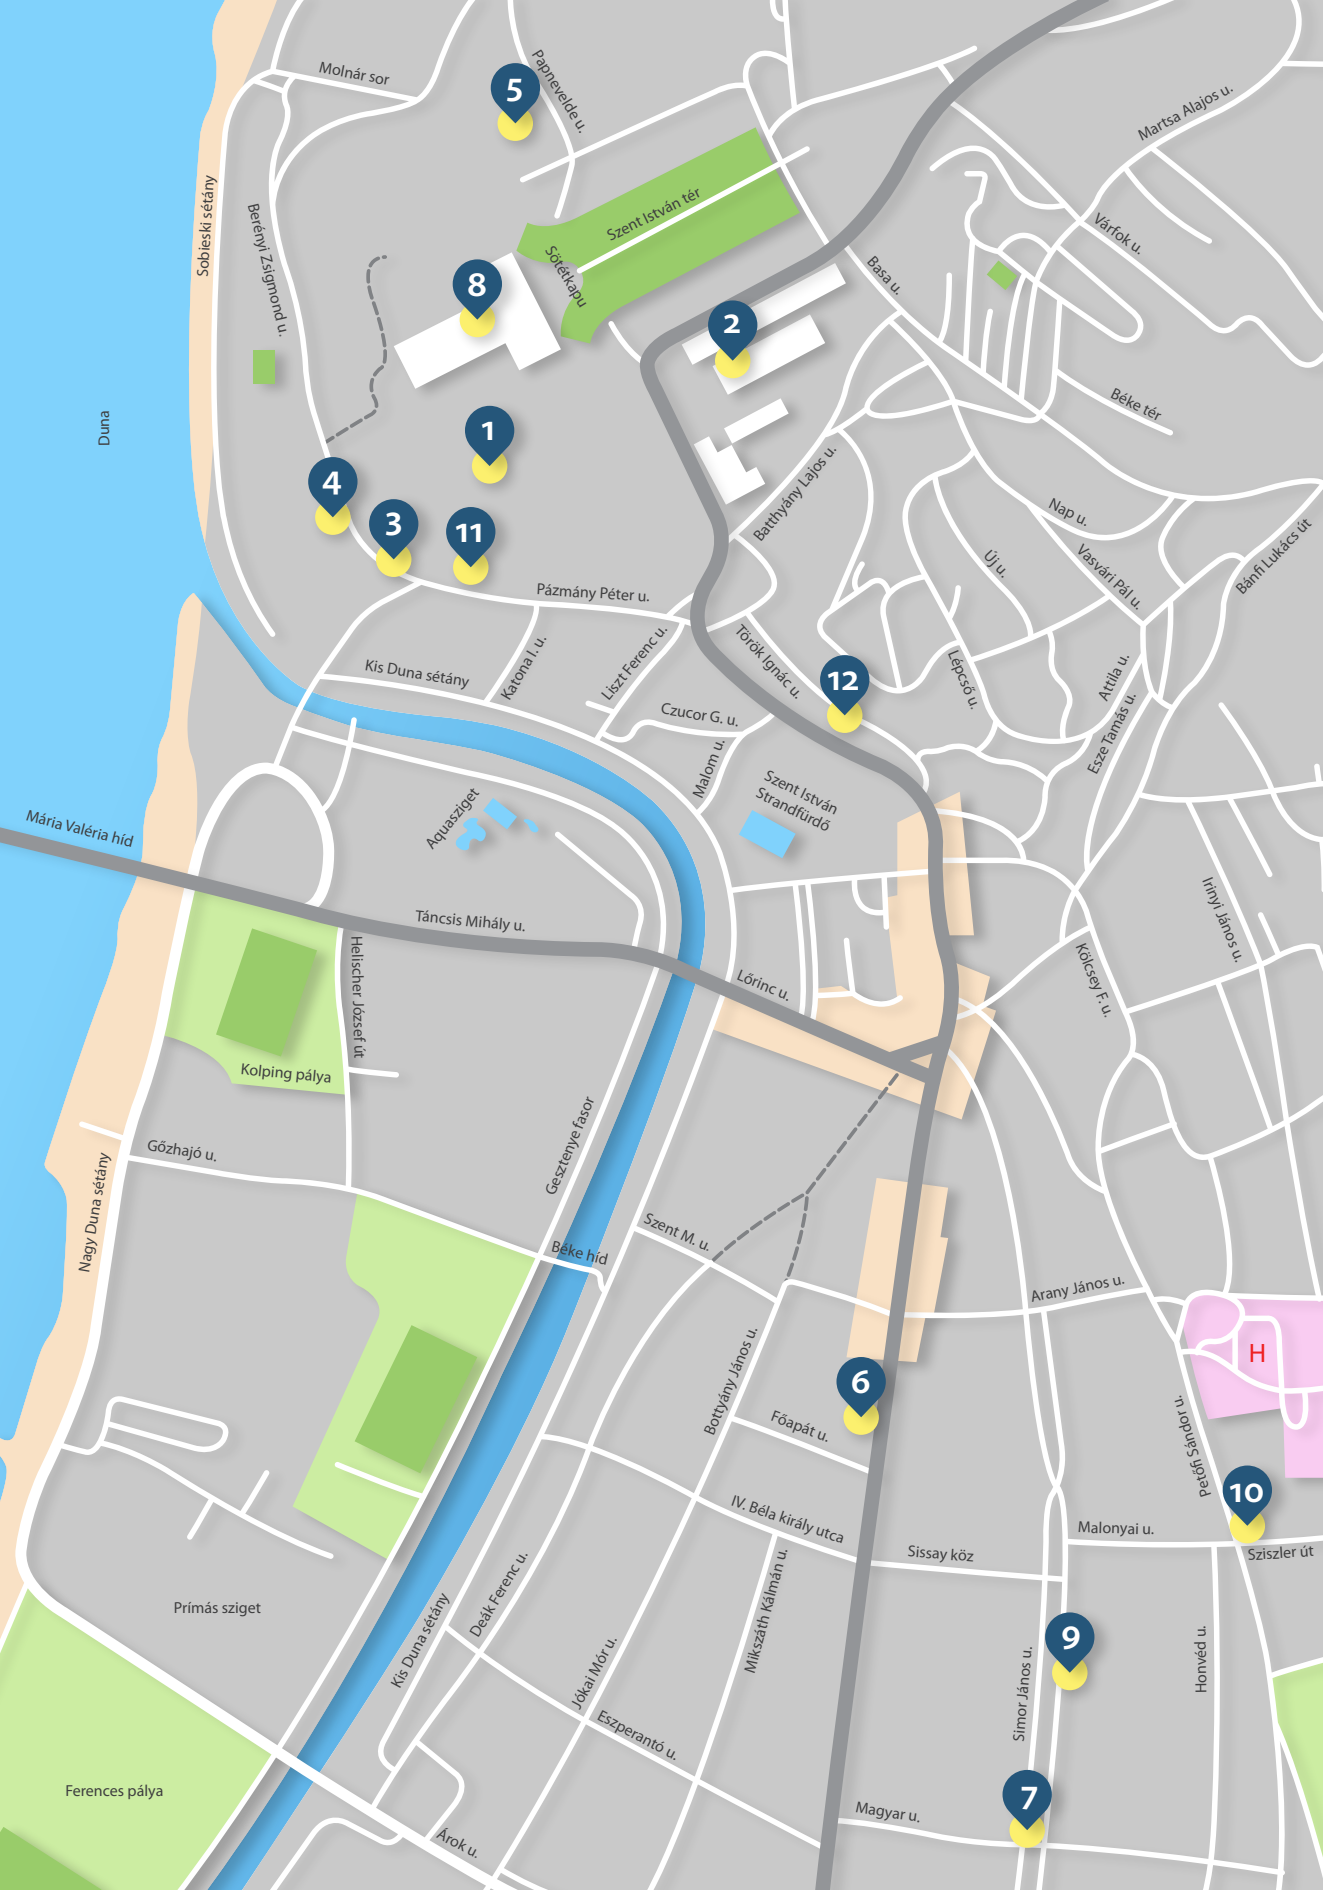 Molnár sor
5
Papnevelde u.
Martsa Alajos u.
Sobieski sétány
Berényi Zsigmond u.
Szent István tér
Sötétkapu
Várfok u.
Basa u.
8
2
Duna
1
Béke tér
4
3
11
Batthyány Lajos u.
Nap u.
Új u.
Vasvári Pál u.
Bánfi Lukács út
Pázmány Péter u.
Kis Duna sétány
Katona I. u.
Liszt Ferenc u.
Török Ignác u.
12
Lépcső u.
Attila u.
Esze Tamás u.
Czucor G. u.
Malom u.
Szent István
Strandfürdő
Aquasziget
Mária Valéria híd
Táncsis Mihály u.
Helischer József út
Lőrinc u.
Irinyi János u.
Kölcsey F. u.
Kolping pálya
Gőzhajó u.
Nagy Duna sétány
Gesztenye fasor
Szent M. u.
Béke híd
Arany János u.
H
Bottyány János u.
6
Főapát u.
Petőfi Sándor u.
10
IV. Béla király utca
Sissay köz
Malonyai u.
Sziszler út
Prímás sziget
Deák Ferenc u.
Kis Duna sétány
Mikszáth Kálmán u.
Jókai Mór u.
9
Simor János u.
Honvéd u.
Eszperantó u.
Ferences pálya
7
Magyar u.
Árok u.